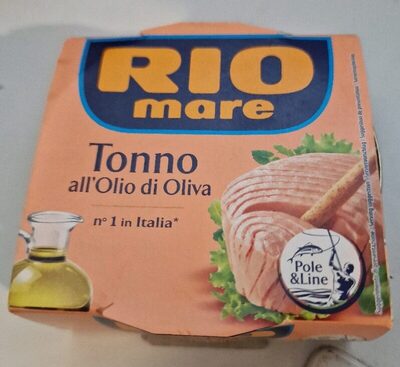 RIO
mare
Tonno
all'Olio di Oliva
n° 1 in Italia*
Pole
&Line